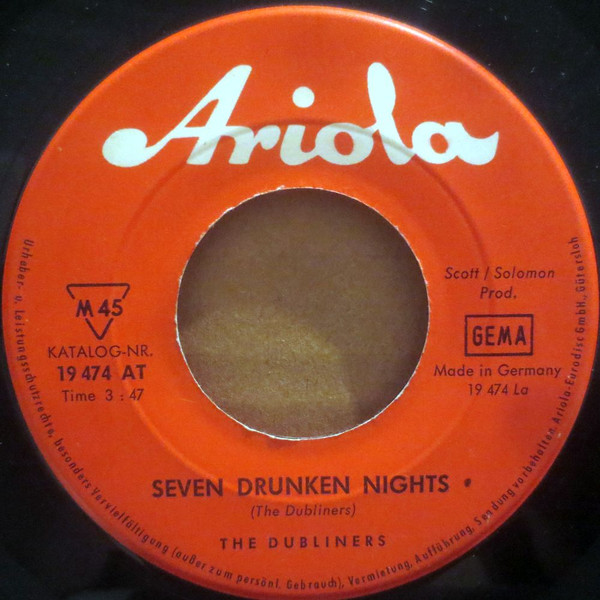 Ariola
M 45
KATALOG-NR.
19 474 AT
Time 3 : 47
Scott / Solomon
Prod.
GEMA
Made in Germany
19 474 La
SEVEN DRUNKEN NIGHTS
(The Dubliners)
THE DUBLINERS
Urheber- u. Leistungsschutzrechte, besonders Vervielfältigung (außer zum persönl. Gebrauch), Vermietung, Aufführung, Sendung vorbehalten. Ariola-Eurodisc GmbH., Gütersloh